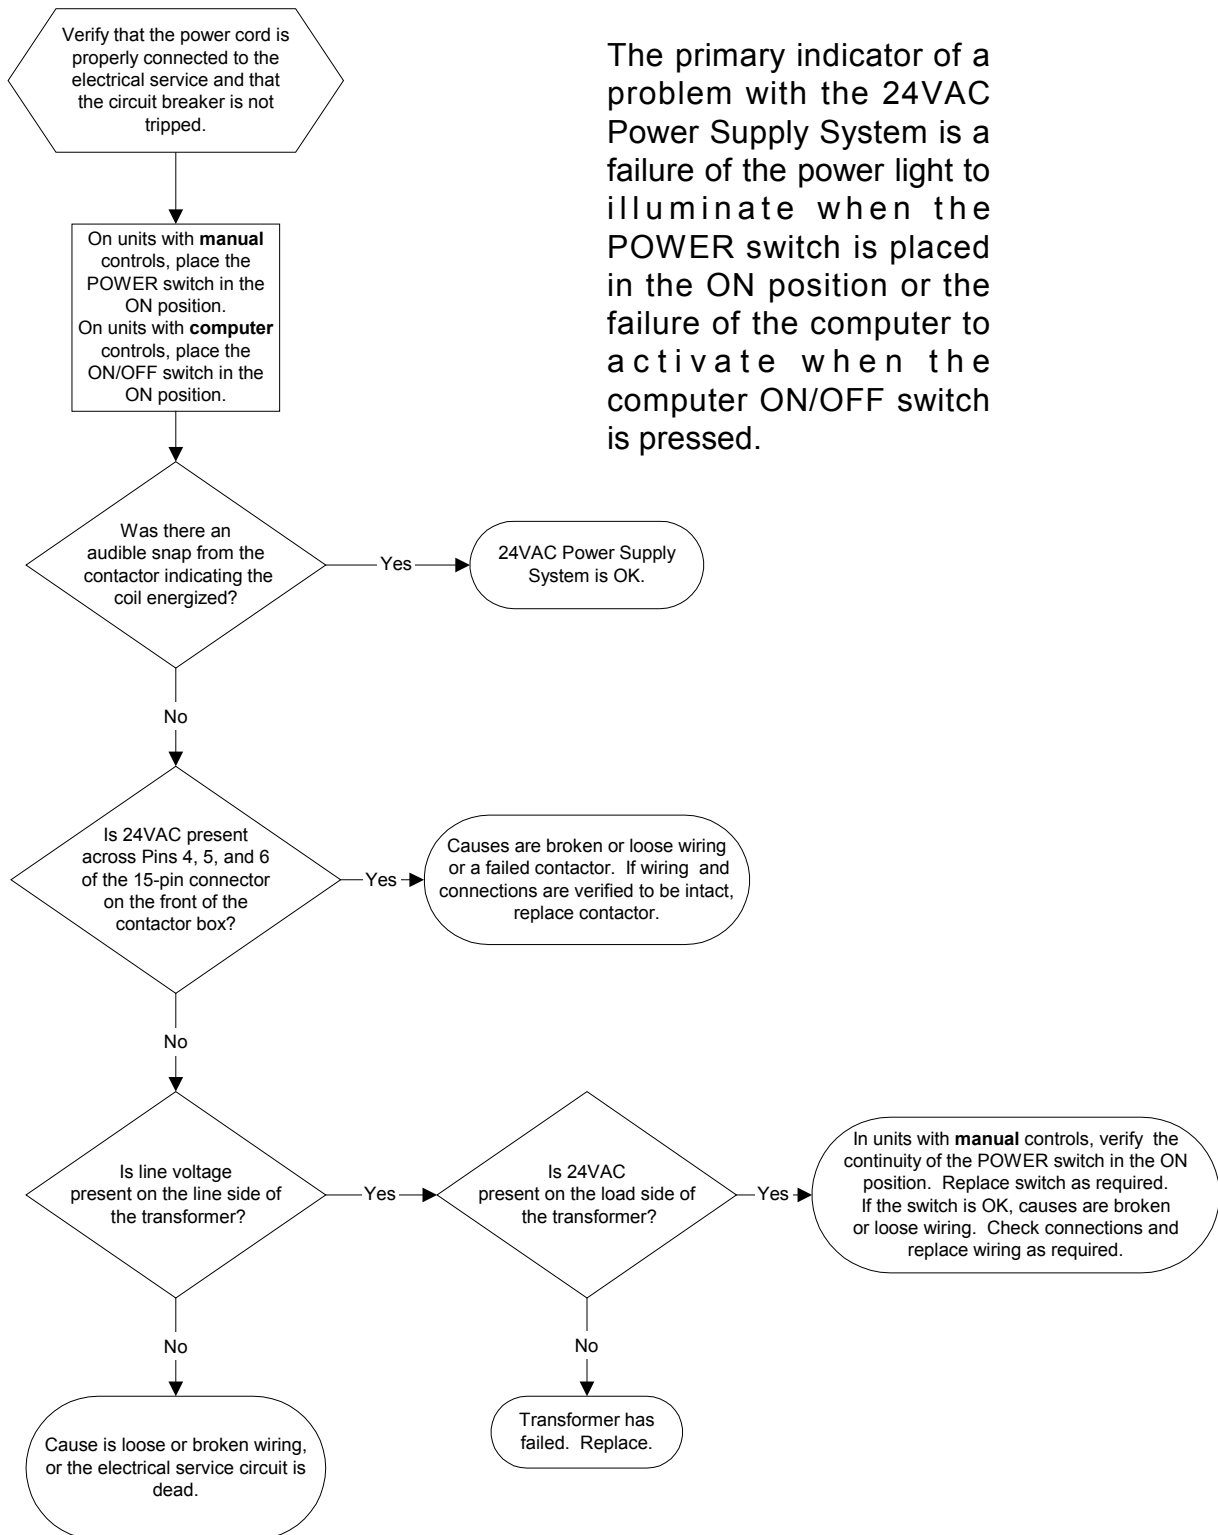 Verify that the power cord is
properly connected to the
electrical service and that
the circuit breaker is not
tripped.
The primary indicator of a
problem with the 24VAC
Power Supply System is a
failure of the power light to
illuminate when the
POWER switch is placed
in the ON position or the
failure of the computer to
activate when the
computer ON/OFF switch
is pressed.
On units with manual
controls, place the
POWER switch in the
ON position.
On units with computer
controls, place the
ON/OFF switch in the
ON position.
Was there an
audible snap from the
contactor indicating the
coil energized?
Yes
24VAC Power Supply
System is OK.
No
Is 24VAC present
across Pins 4, 5, and 6
of the 15-pin connector
on the front of the
contactor box?
Yes
Causes are broken or loose wiring
or a failed contactor. If wiring and
connections are verified to be intact,
replace contactor.
No
Is line voltage
present on the line side of
the transformer?
Yes
Is 24VAC
present on the load side of
the transformer?
Yes
In units with manual controls, verify the
continuity of the POWER switch in the ON
position. Replace switch as required.
If the switch is OK, causes are broken
or loose wiring. Check connections and
replace wiring as required.
No
Cause is loose or broken wiring,
or the electrical service circuit is
dead.
No
Transformer has
failed. Replace.